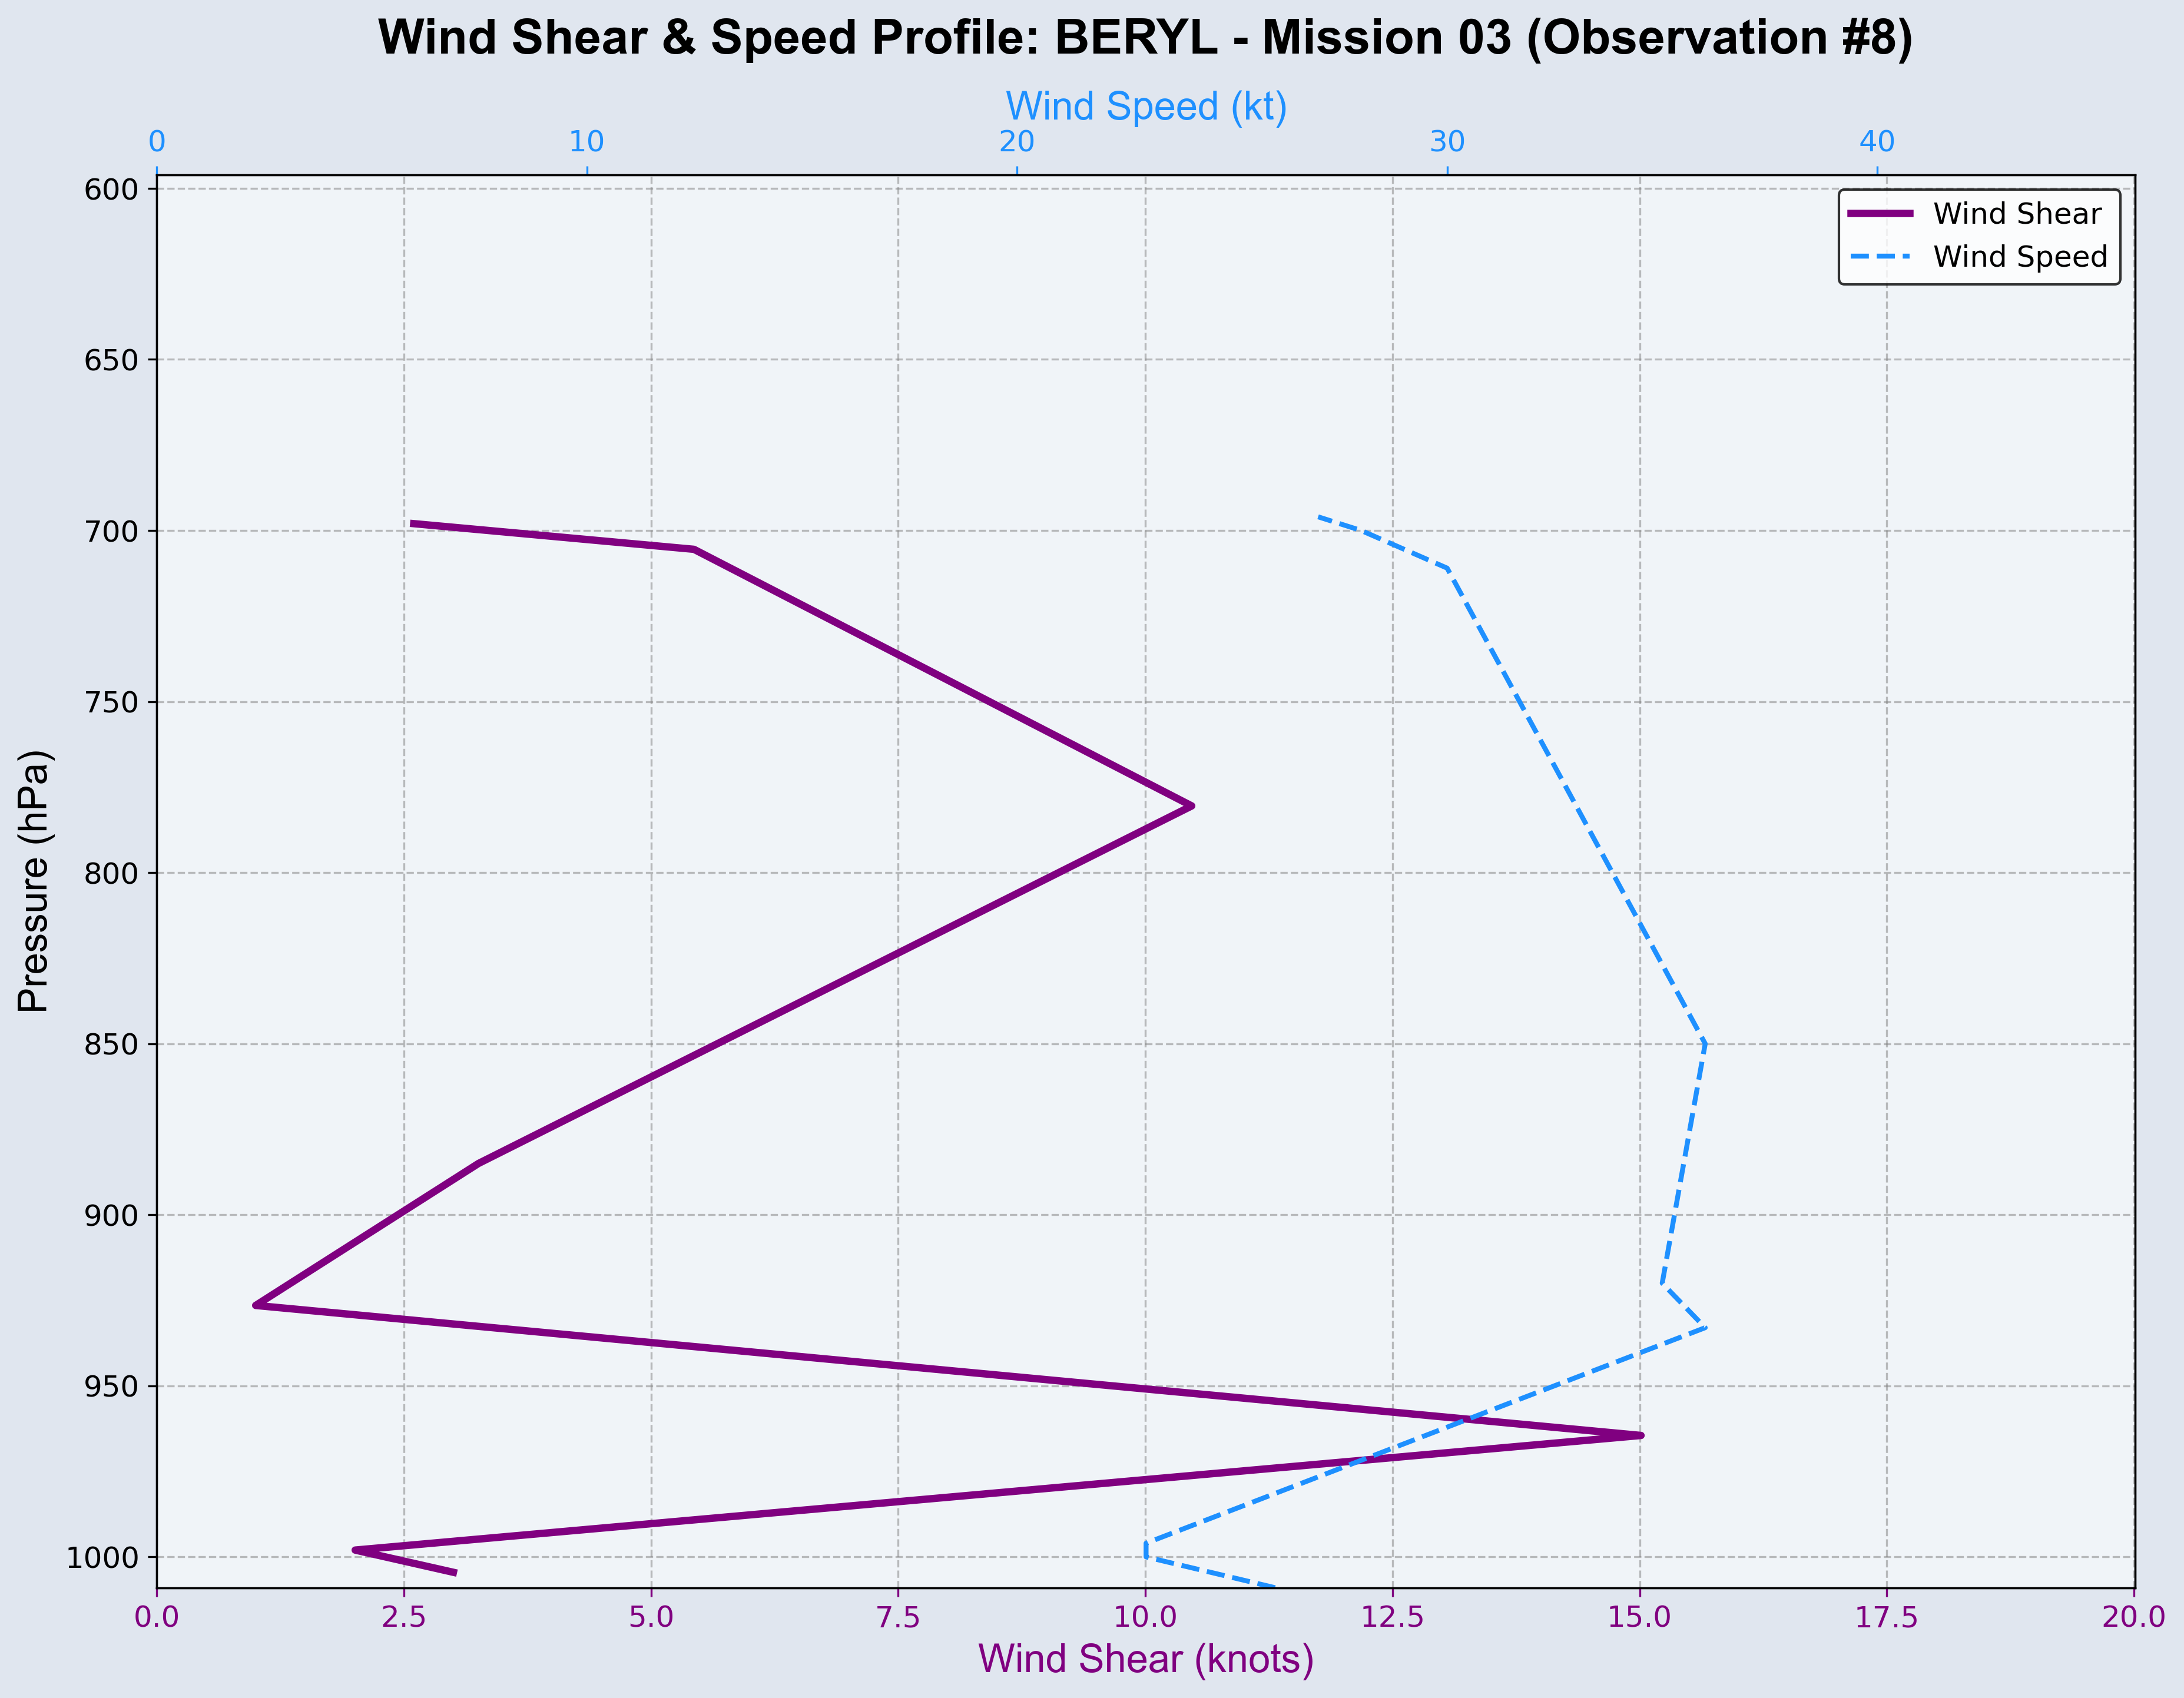 Wind Shear & Speed Profile: BERYL - Mission 03 (Observation #8)
Wind Speed (kt)
0 10 20 30 40
Wind Shear
Wind Speed
600
650
700
750
800
850
900
950
1000
Pressure (hPa)
0.0 2.5 5.0 7.5 10.0 12.5 15.0 17.5 20.0
Wind Shear (knots)